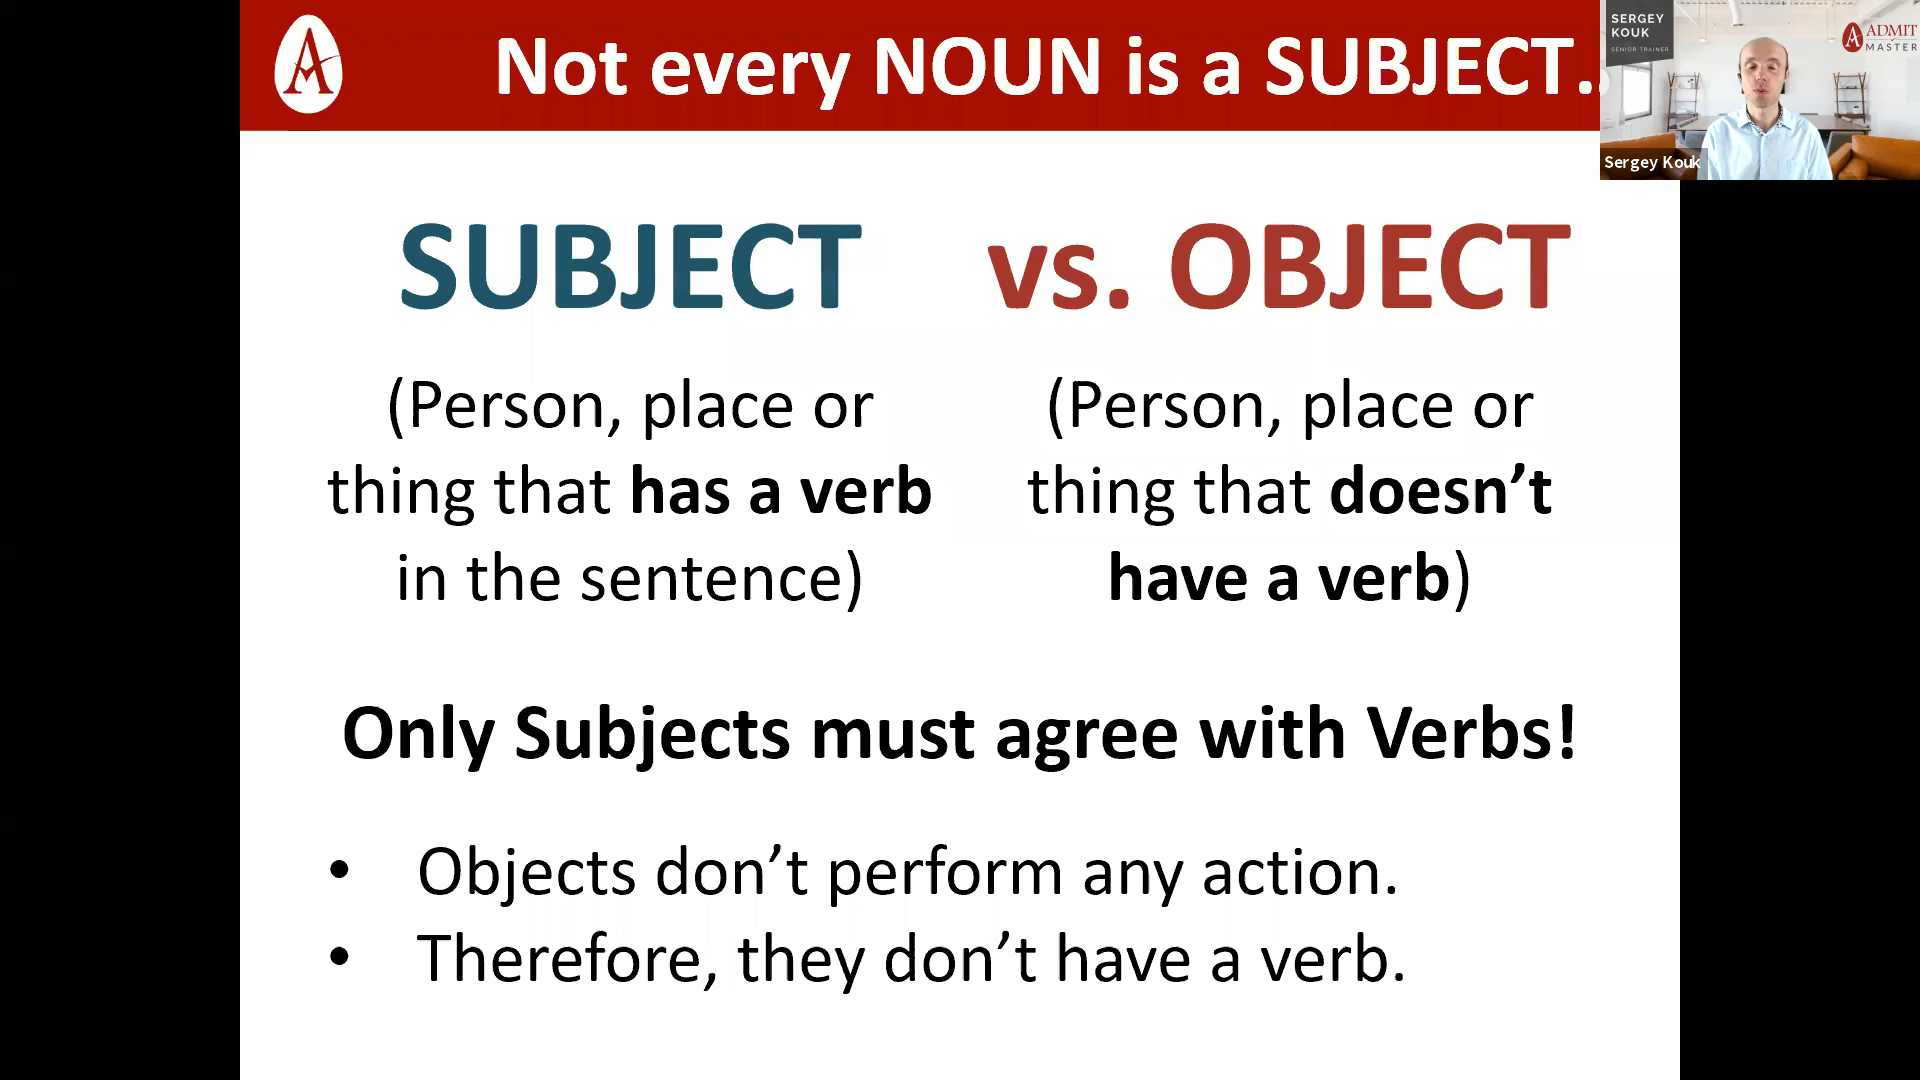 Not every NOUN is a SUBJECT.
SERGEY
KOUK
SENIOR TRAINER
ADMIT
MASTER
Sergey Kouk
SUBJECT vs. OBJECT
(Person, place or
thing that has a verb
in the sentence)
(Person, place or
thing that doesn’t
have a verb)
Only Subjects must agree with Verbs!
• Objects don’t perform any action.
• Therefore, they don’t have a verb.